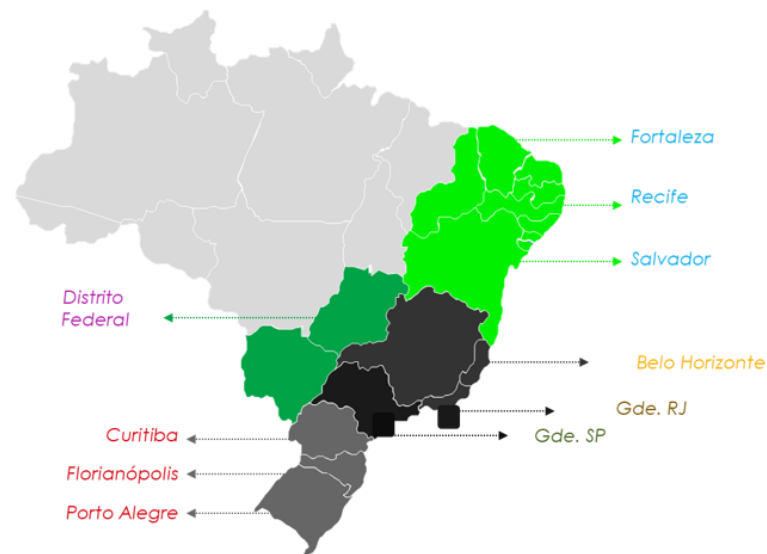 Fortaleza
Recife
Salvador
Distrito
Federal
Belo Horizonte
Gde. RJ
Gde. SP
Curitiba
Florianópolis
Porto Alegre